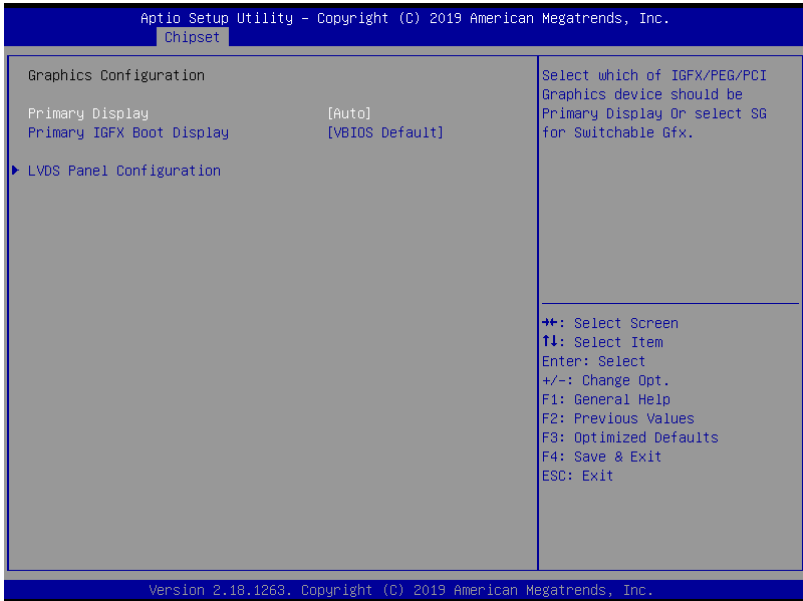 Aptio Setup Utility – Copyright (C) 2019 American Megatrends, Inc.
Chipset
Graphics Configuration
Primary Display [Auto]
Primary IGFX Boot Display [VBIOS Default]
LVDS Panel Configuration
Select which of IGFX/PEG/PCI
Graphics device should be
Primary Display Or select SG
for Switchable Gfx.
→←: Select Screen
↑↓: Select Item
Enter: Select
+/-: Change Opt.
F1: General Help
F2: Previous Values
F3: Optimized Defaults
F4: Save & Exit
ESC: Exit
Version 2.18.1263. Copyright (C) 2019 American Megatrends, Inc.